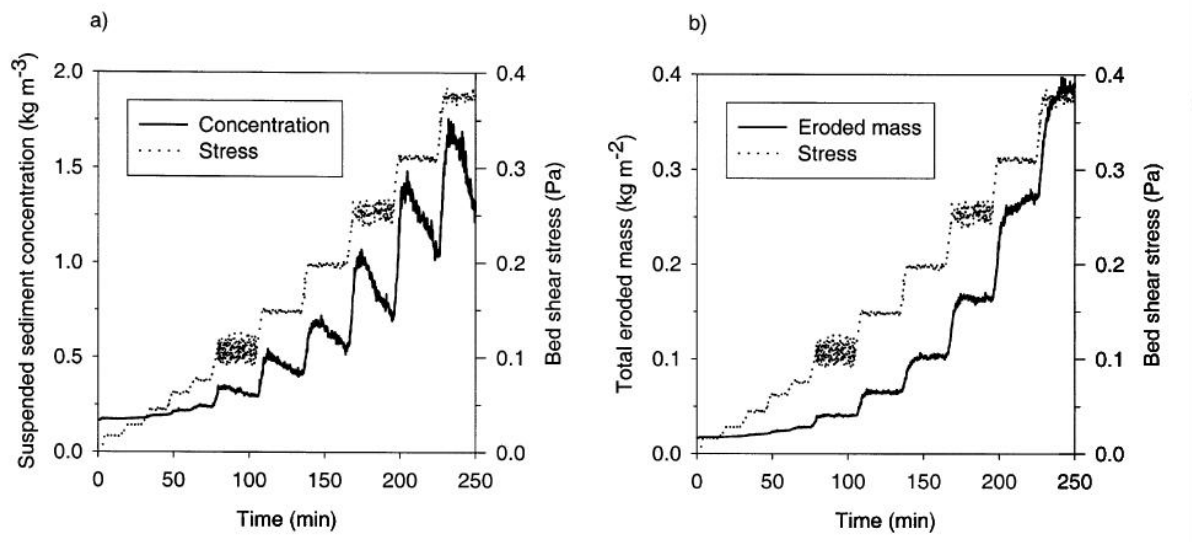 a)
Suspended sediment concentration (kg m-3)
2.0
1.5
1.0
0.5
0.0
Concentration
Stress
0.4
0.3
0.2
0.1
0.0
Bed shear stress (Pa)
0 50 100 150 200 250
Time (min)
b)
Total eroded mass (kg m-2)
0.4
0.3
0.2
0.1
0.0
Eroded mass
Stress
0.4
0.3
0.2
0.1
0.0
Bed shear stress (Pa)
0 50 100 150 200 250
Time (min)